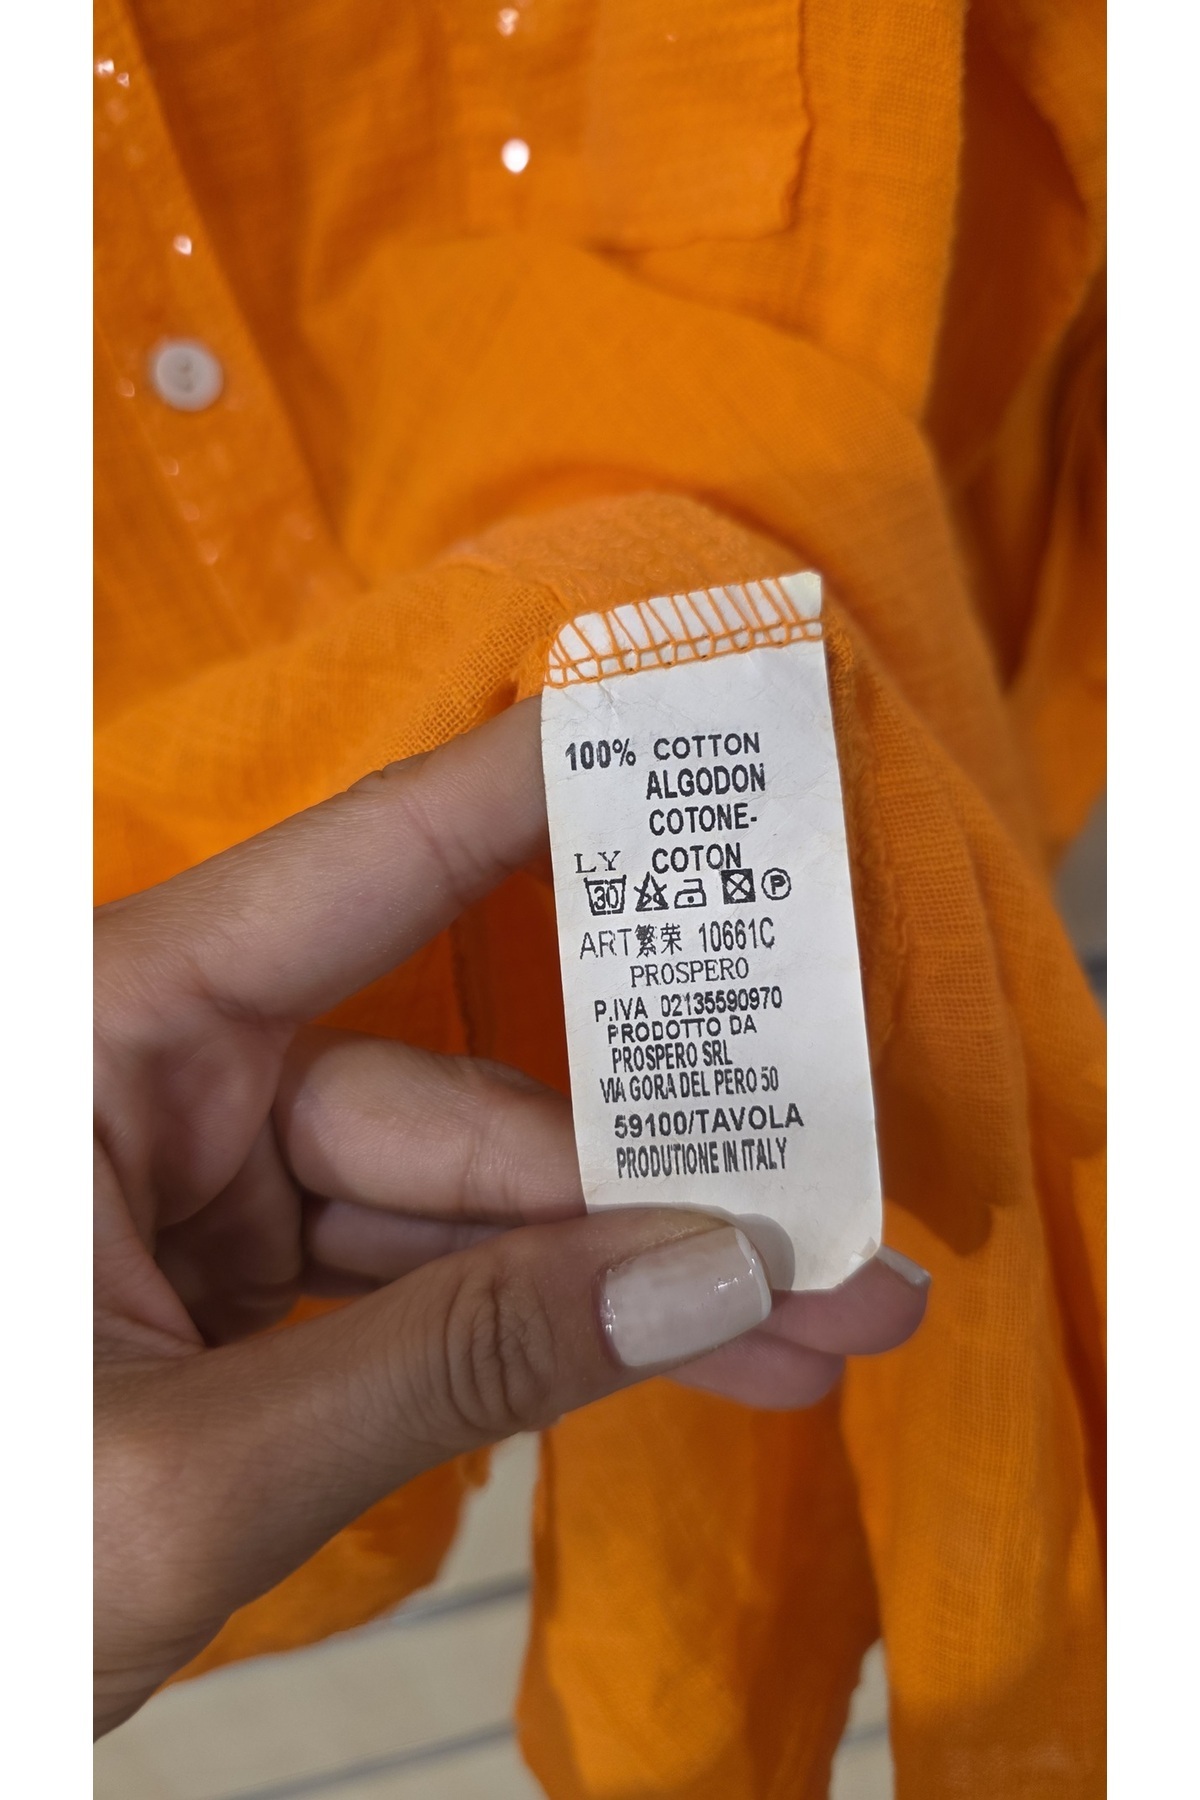 100% COTTON
ALGODON
COTONE-
LY COTON
30 P
ART繁荣 10661C
PROSPERO
P.IVA 02135590970
PRODOTTO DA
PROSPERO SRL
VIA GORA DEL PERO 50
59100/TAVOLA
PRODUTIONE IN ITALY